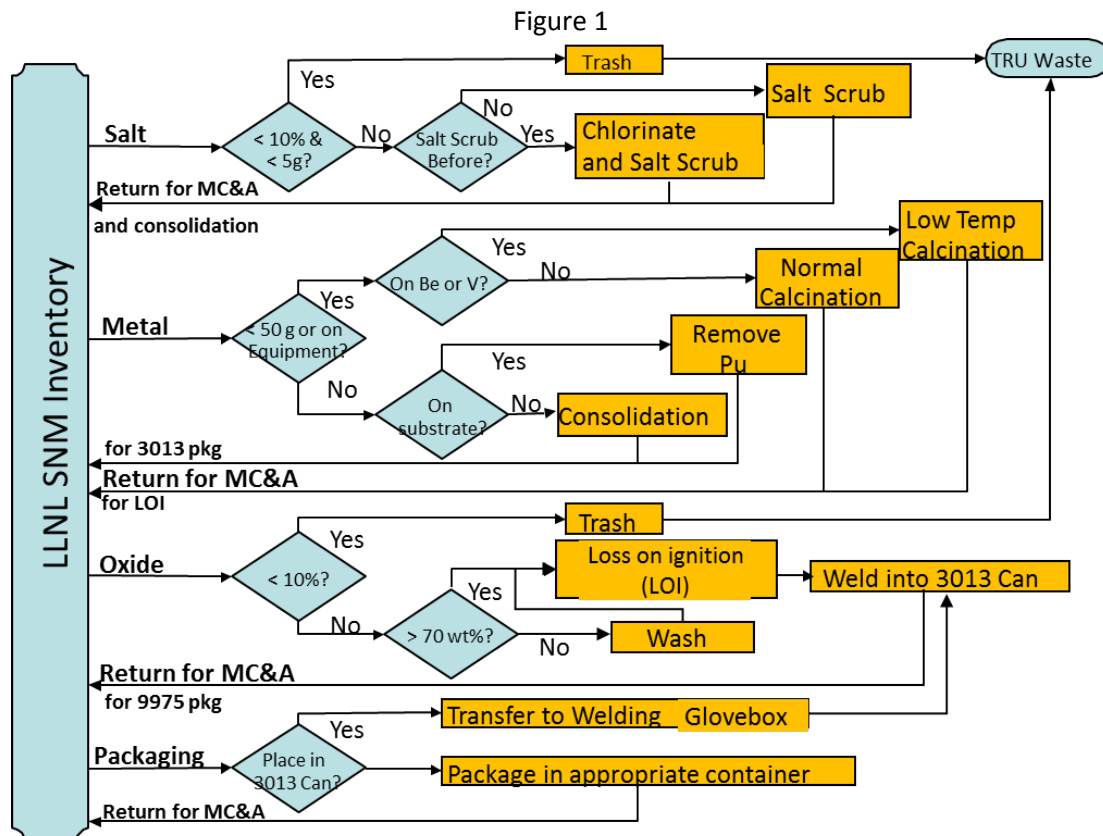 Figure 1
LLNL SNM Inventory
Trash
TRU Waste
Yes
Salt Scrub
No
Salt
< 10% &
< 5g?
No
Salt Scrub
Before?
Yes
Chlorinate
and Salt Scrub
Return for MC&A
and consolidation
Low Temp
Calcination
Yes
On Be or V?
No
Normal
Calcination
Yes
Metal
< 50 g or on
Equipment?
Remove
Pu
Yes
No
On
substrate?
No
Consolidation
for 3013 pkg
Return for MC&A
for LOI
Trash
Yes
Oxide
< 10%?
Loss on ignition
(LOI)
Weld into 3013 Can
Yes
No
> 70 wt%?
No
Wash
Return for MC&A
for 9975 pkg
Transfer to Welding Glovebox
Yes
Packaging
Place in
3013 Can?
Package in appropriate container
Return for MC&A